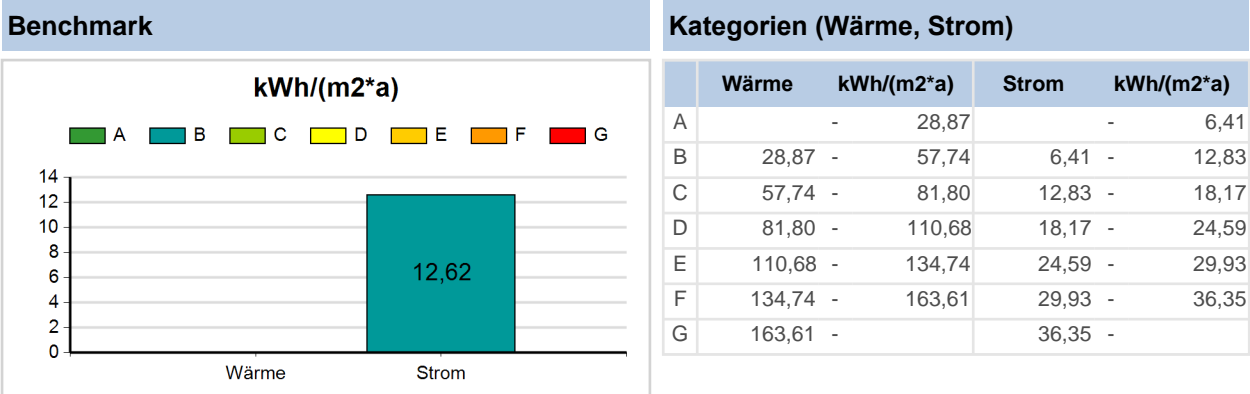 Benchmark
kWh/(m2*a)
A B C D E F G
14
12
10
8
6
4
2
0
12,62
Wärme Strom
Kategorien (Wärme, Strom)
Wärme kWh/(m2*a) Strom kWh/(m2*a)
A - 28,87 - 6,41
B 28,87 - 57,74 6,41 - 12,83
C 57,74 - 81,80 12,83 - 18,17
D 81,80 - 110,68 18,17 - 24,59
E 110,68 - 134,74 24,59 - 29,93
F 134,74 - 163,61 29,93 - 36,35
G 163,61 - 36,35 -